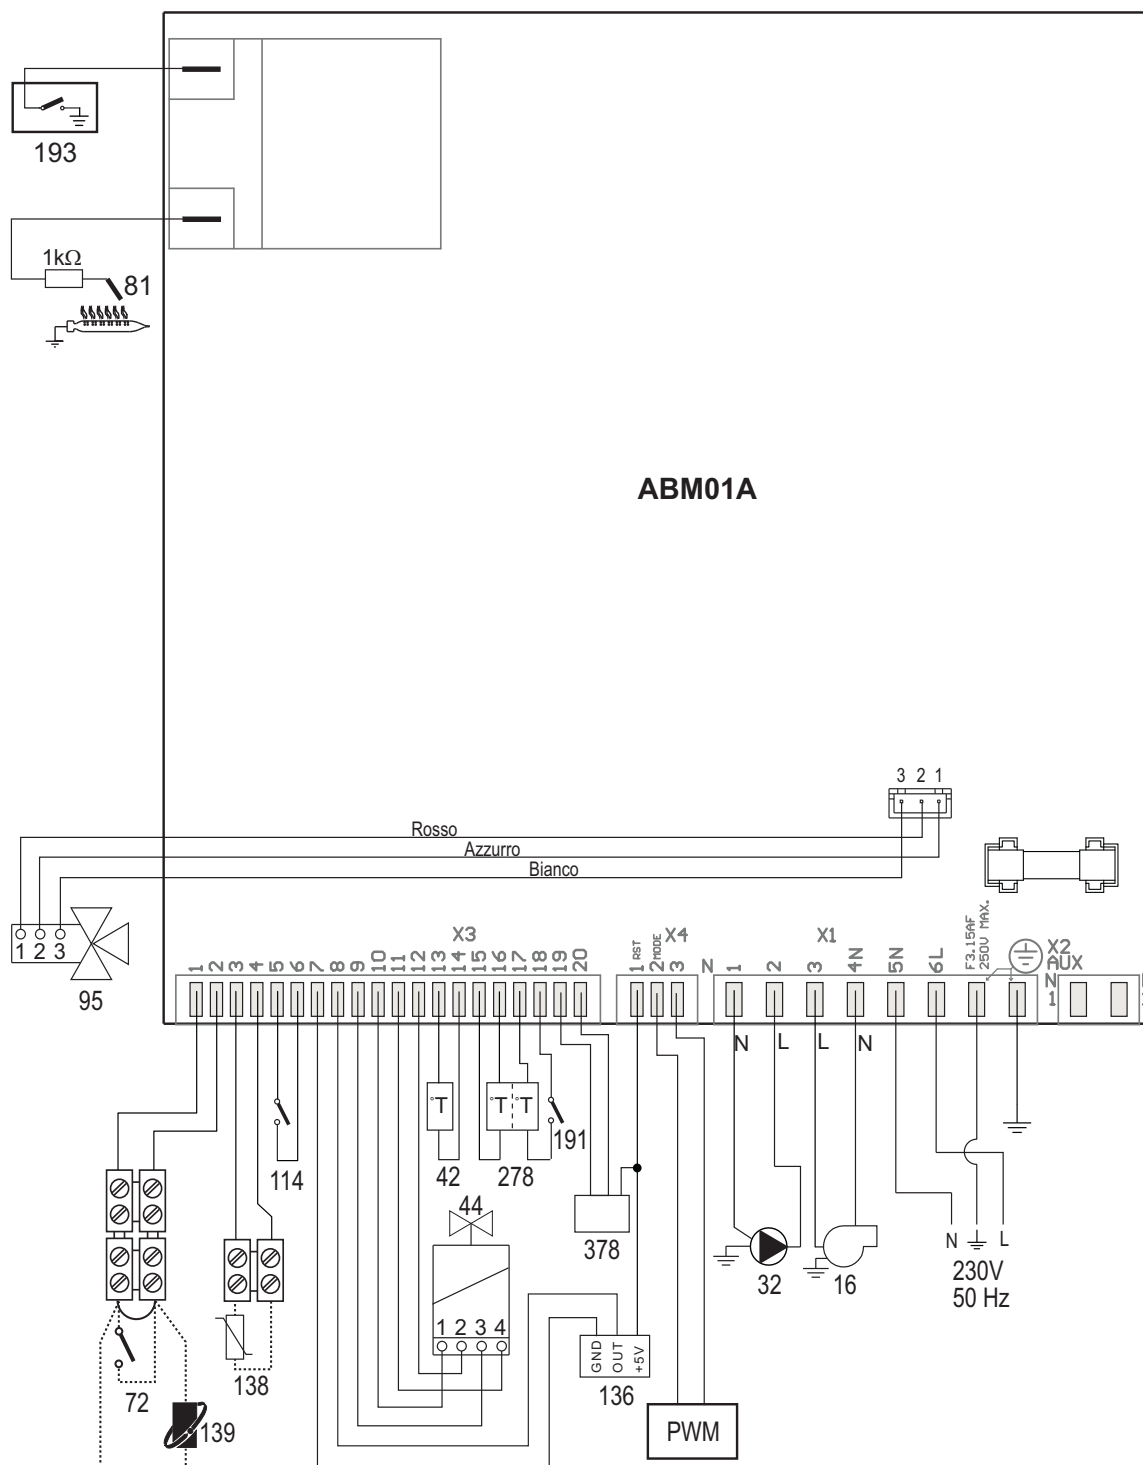 193
1kΩ
81
ABM01A
3 2 1
Rosso
Azzurro
Bianco
1 2 3
95
X3
X4
X1
X2
AUX
1 2 3 4 5 6 7 8 9 10 11 12 13 14 15 16 17 18 19 20
1 RST
2 MODE
3
N
1 2 3 4N 5N 6L
F3.15AF
250V MAX.
N
1
N L L N
°T
°T °T
114
42
278
191
44
378
32
16
N L
230V
50 Hz
1 2 3 4
GND
OUT
+5V
136
72
138
139
PWM